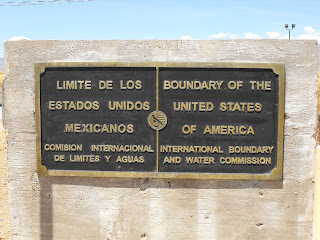 LIMITE DE LOS
ESTADOS UNIDOS
MEXICANOS
COMISION INTERNACIONAL
DE LIMITES Y AGUAS
BOUNDARY OF THE
UNITED STATES
OF AMERICA
INTERNATIONAL BOUNDARY
AND WATER COMMISSION